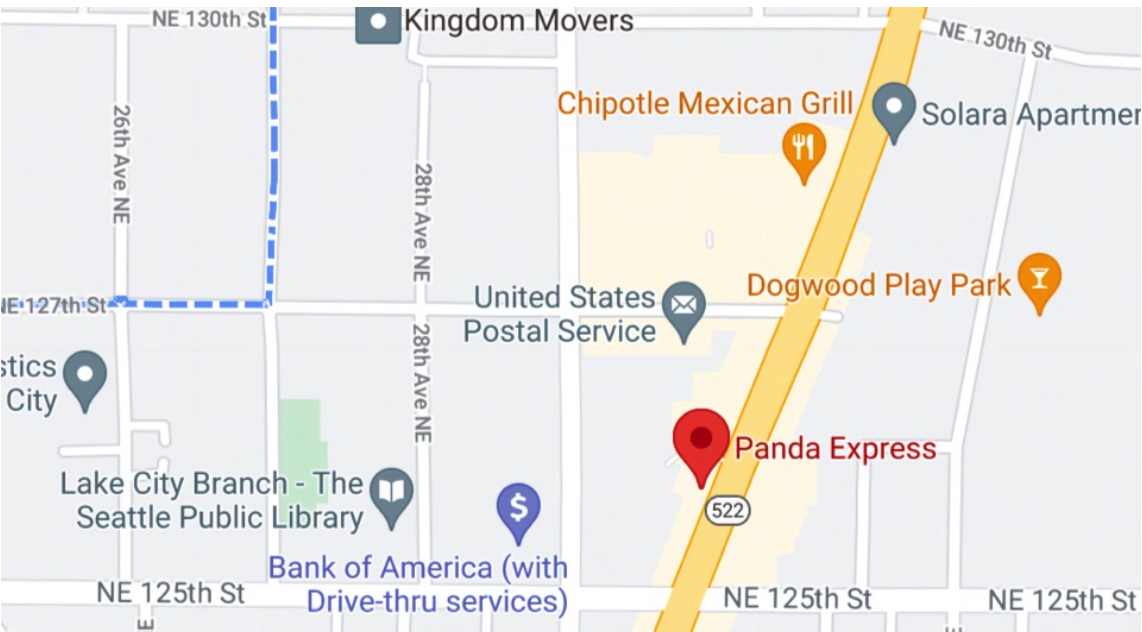 NE 130th St
Kingdom Movers
NE 130th St
Chipotle Mexican Grill
Solara Apartmen
26th Ave NE
28th Ave NE
Dogwood Play Park
United States
Postal Service
NE 127th St
28th Ave NE
stics
City
Panda Express
Lake City Branch - The
Seattle Public Library
$
522
Bank of America (with
Drive-thru services)
NE 125th St
NE 125th St
NE 125th St
E